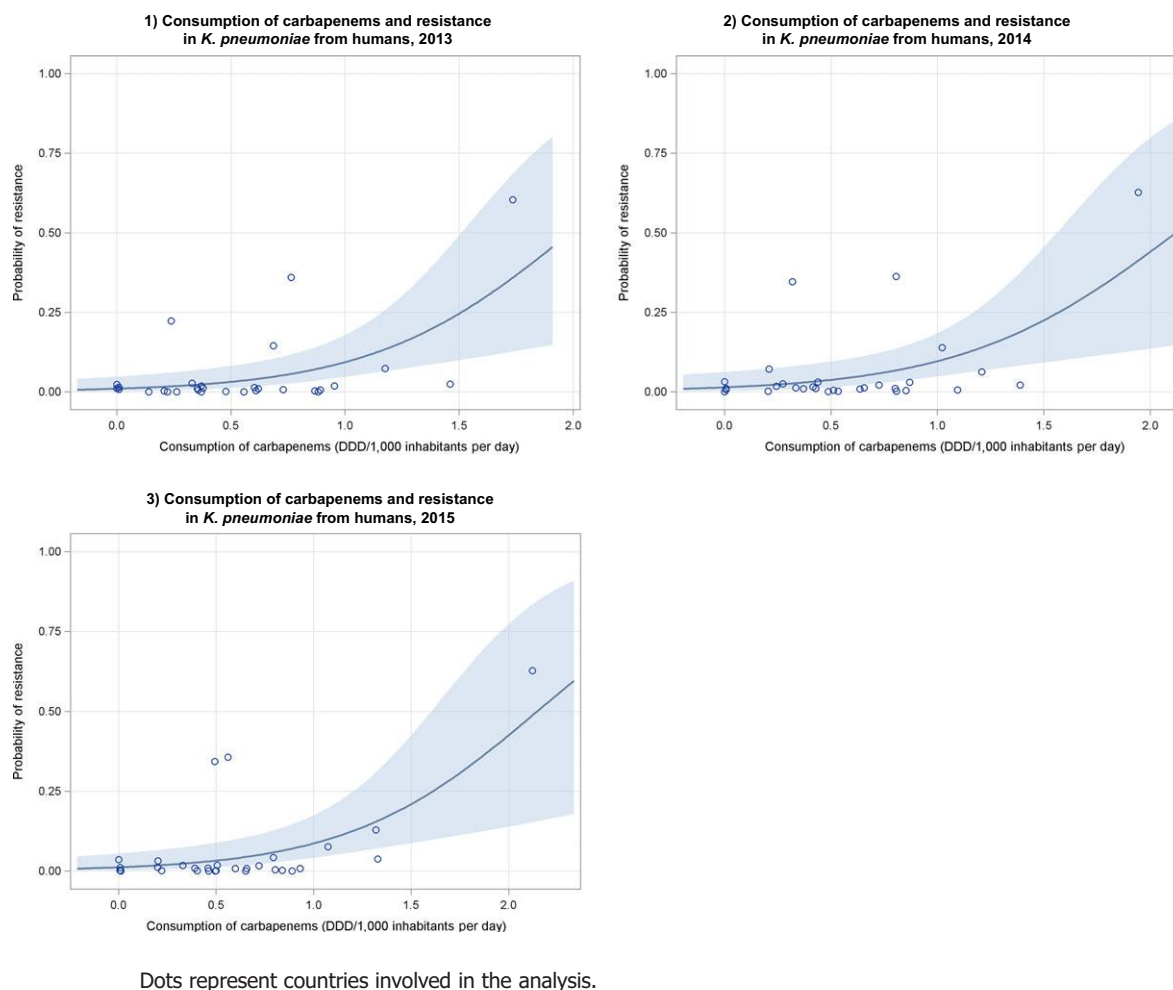 1) Consumption of carbapenems and resistance
in K. pneumoniae from humans, 2013
1.00
0.75
0.50
0.25
0.00
Probability of resistance
0.0 0.5 1.0 1.5 2.0
Consumption of carbapenems (DDD/1,000 inhabitants per day)
2) Consumption of carbapenems and resistance
in K. pneumoniae from humans, 2014
1.00
0.75
0.50
0.25
0.00
Probability of resistance
0.0 0.5 1.0 1.5 2.0
Consumption of carbapenems (DDD/1,000 inhabitants per day)
3) Consumption of carbapenems and resistance
in K. pneumoniae from humans, 2015
1.00
0.75
0.50
0.25
0.00
Probability of resistance
0.0 0.5 1.0 1.5 2.0
Consumption of carbapenems (DDD/1,000 inhabitants per day)
Dots represent countries involved in the analysis.